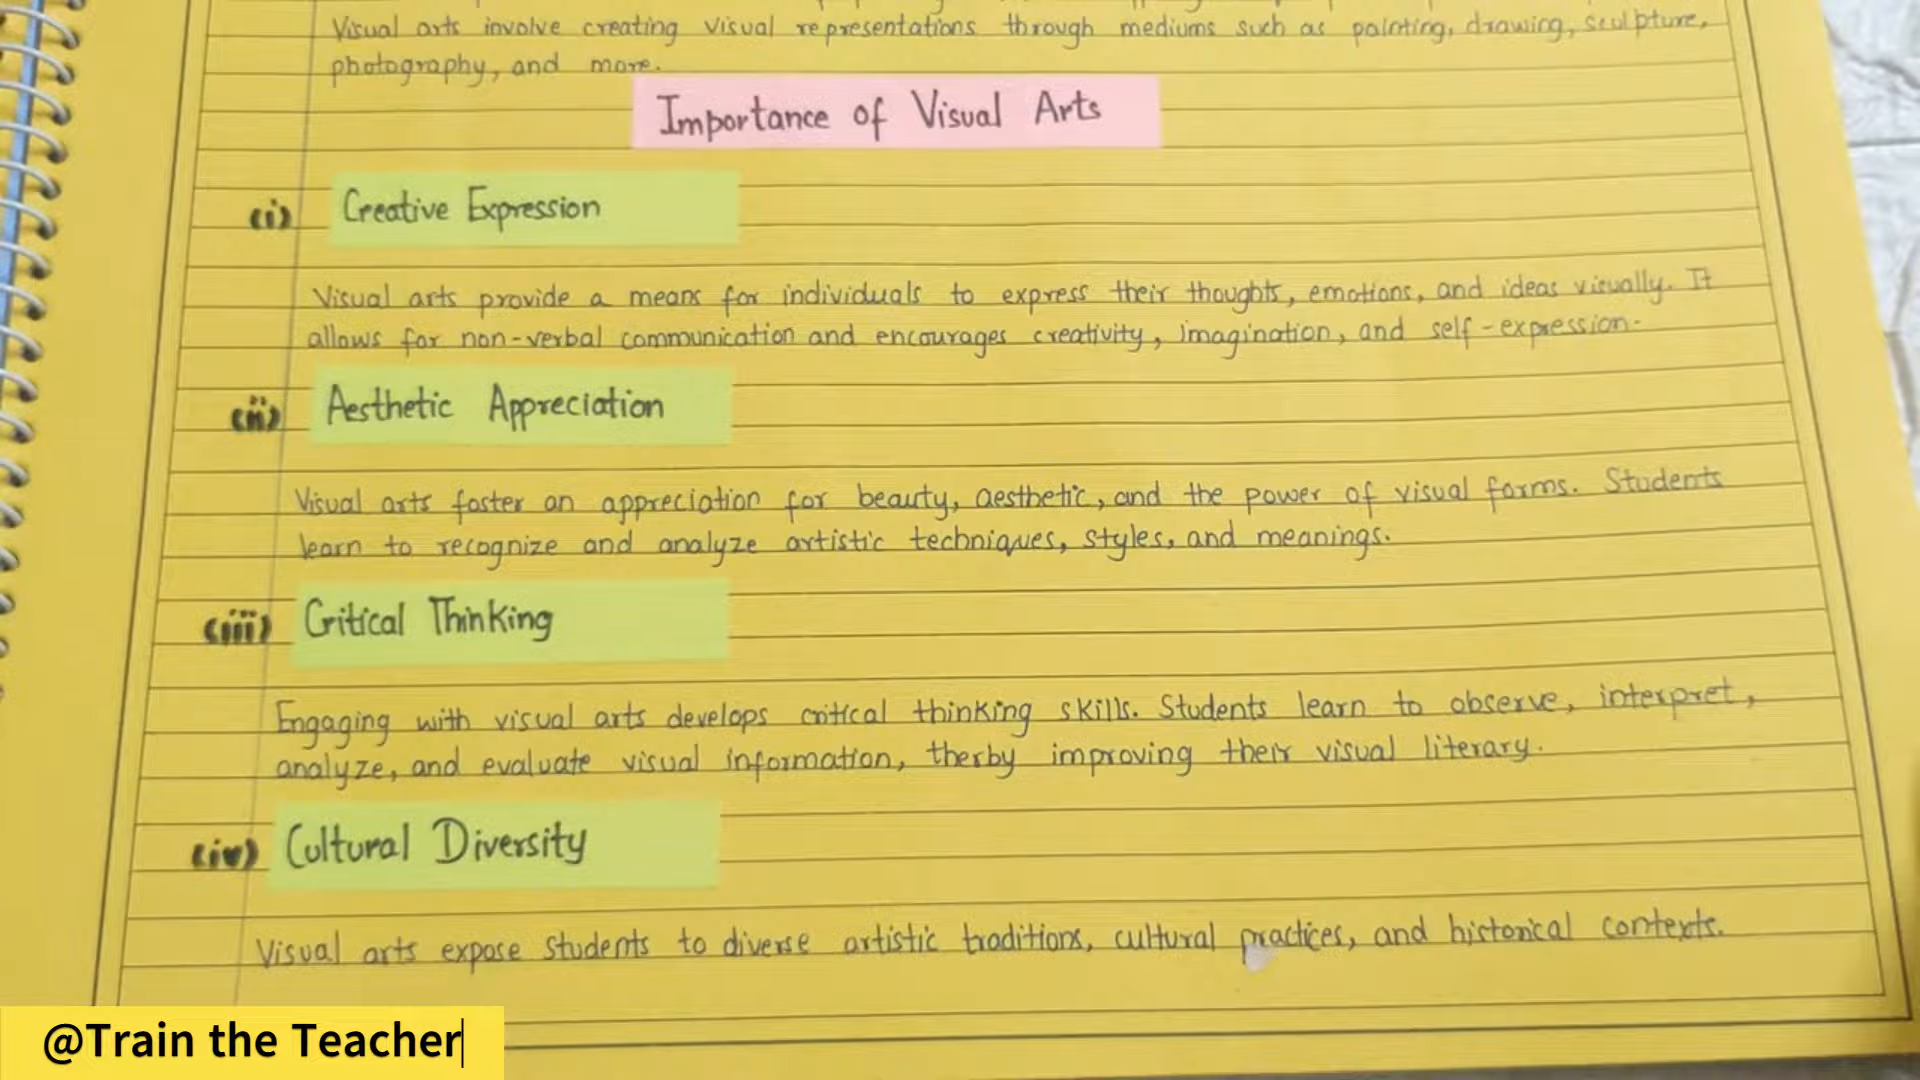 Visual arts involve creating visual representations through mediums such as painting, drawing, sculpture,
photography, and more.
Importance of Visual Arts
(i) Creative Expression
Visual arts provide a means for individuals to express their thoughts, emotions, and ideas visually. It
allows for non-verbal communication and encourages creativity, imagination, and self-expression.
(ii) Aesthetic Appreciation
Visual arts foster an appreciation for beauty, aesthetic, and the power of visual forms. Students
learn to recognize and analyze artistic techniques, styles, and meanings.
(iii) Critical Thinking
Engaging with visual arts develops critical thinking skills. Students learn to observe, interpret,
analyze, and evaluate visual information, therby improving their visual literary.
(iv) Cultural Diversity
Visual arts expose students to diverse artistic traditions, cultural practices, and historical contexts.
@Train the Teacher